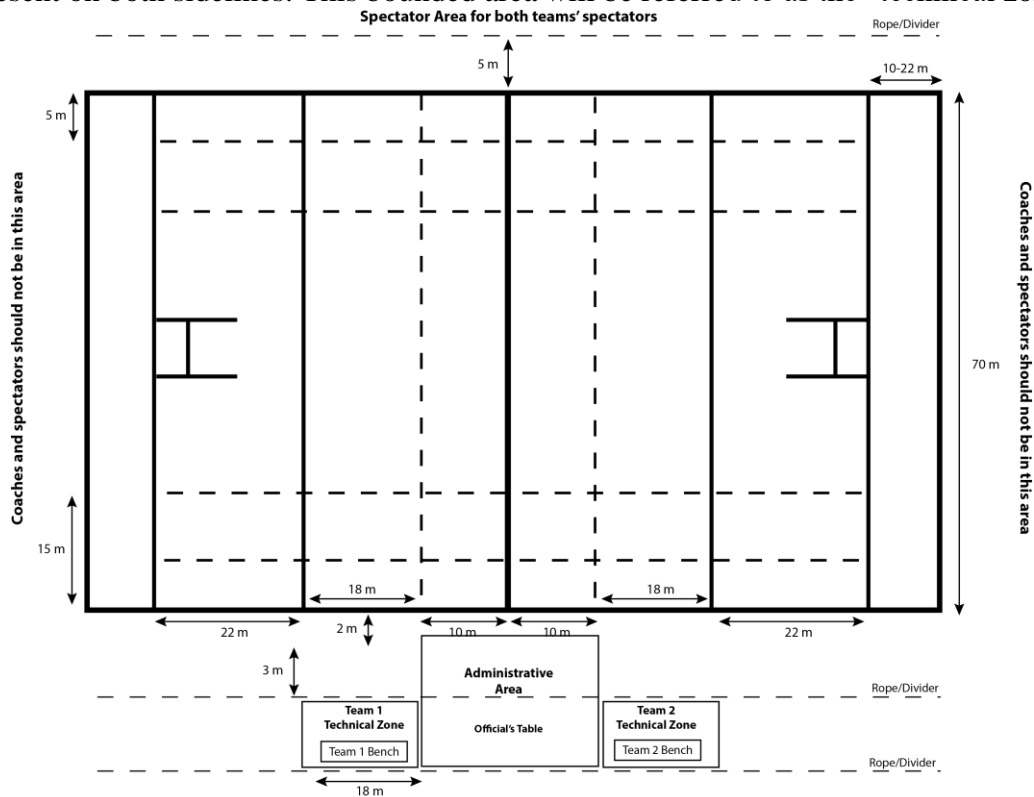 Spectator Area for both teams' spectators
Rope/Divider
5 m
10-22 m
5 m
Coaches and spectators should not be in this area
Coaches and spectators should not be in this area
70 m
15 m
18 m
18 m
22 m
2 m
10 m
10 m
22 m
3 m
Administrative
Area
Rope/Divider
Team 1
Technical Zone
Official's Table
Team 2
Technical Zone
Team 1 Bench
Team 2 Bench
Rope/Divider
18 m